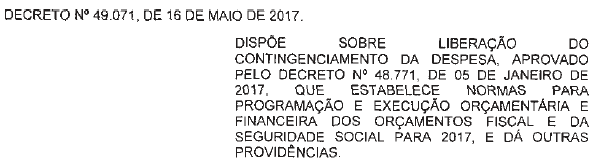 DECRETO Nº 49.071, DE 16 DE MAIO DE 2017.
DISPÕE SOBRE LIBERAÇÃO DO
CONTINGENCIAMENTO DA DESPESA, APROVADO
PELO DECRETO Nº 48.771, DE 05 DE JANEIRO DE
2017, QUE ESTABELECE NORMAS PARA
PROGRAMAÇÃO E EXECUÇÃO ORÇAMENTÁRIA E
FINANCEIRA DOS ORÇAMENTOS FISCAL E DA
SEGURIDADE SOCIAL PARA 2017, E DÁ OUTRAS
PROVIDÊNCIAS.